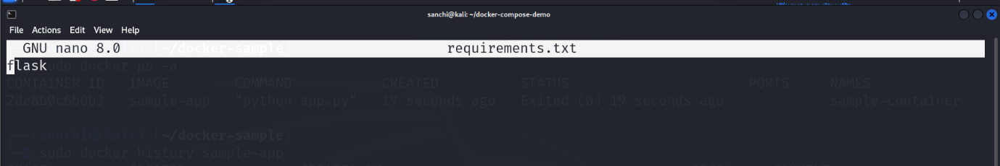 sanchi@kali: ~/docker-compose-demo
File Actions Edit View Help
GNU nano 8.0 requirements.txt
~/docker-sample
flask
sudo docker ps -a
CONTAINER ID IMAGE COMMAND CREATED STATUS PORTS NAMES
2de8b0c6b0b3 sample-app "python app.py" 19 seconds ago Exited (0) 19 seconds ago sample-container
(sanchi㉿kali)-[~/docker-sample]
$ sudo docker history sample-app